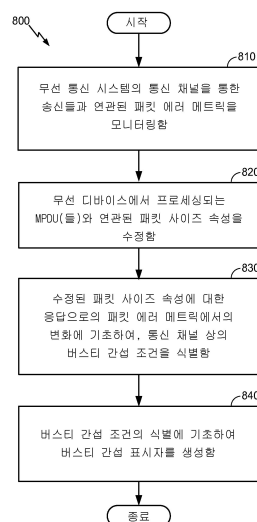 800
시작
810
무선 통신 시스템의 통신 채널을 통한
송신들과 연관된 패킷 에러 메트릭을
모니터링함
820
무선 디바이스에서 프로세싱되는
MPDU(들)와 연관된 패킷 사이즈 속성을
수정함
830
수정된 패킷 사이즈 속성에 대한
응답으로의 패킷 에러 메트릭에서의
변화에 기초하여, 통신 채널 상의
버스티 간섭 조건을 식별함
840
버스티 간섭 조건의 식별에 기초하여
버스티 간섭 표시자를 생성함
종료